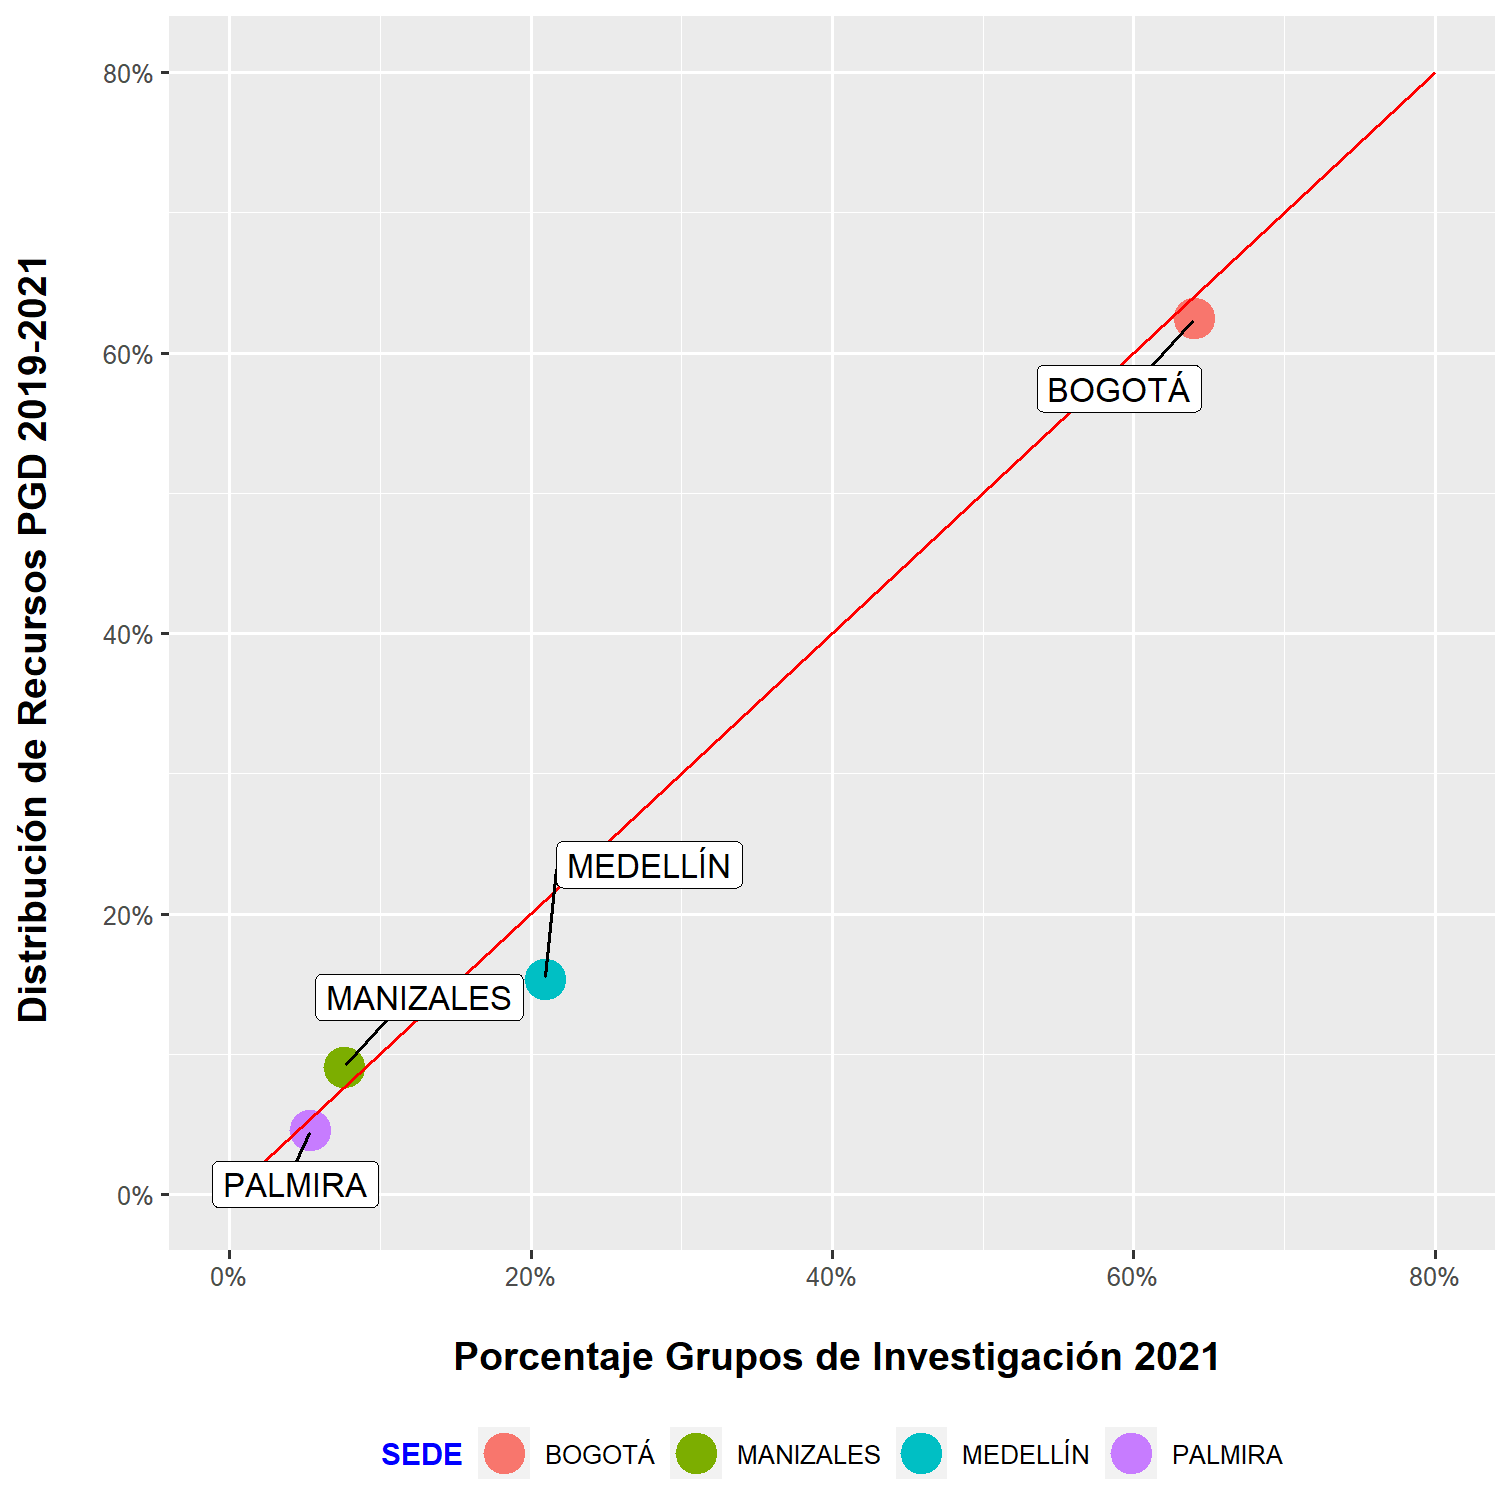 Distribución de Recursos PGD 2019-2021
80%
60%
40%
20%
0%
BOGOTÁ
MEDELLÍN
MANIZALES
PALMIRA
0%
20%
40%
60%
80%
Porcentaje Grupos de Investigación 2021
SEDE BOGOTÁ MANIZALES MEDELLÍN PALMIRA